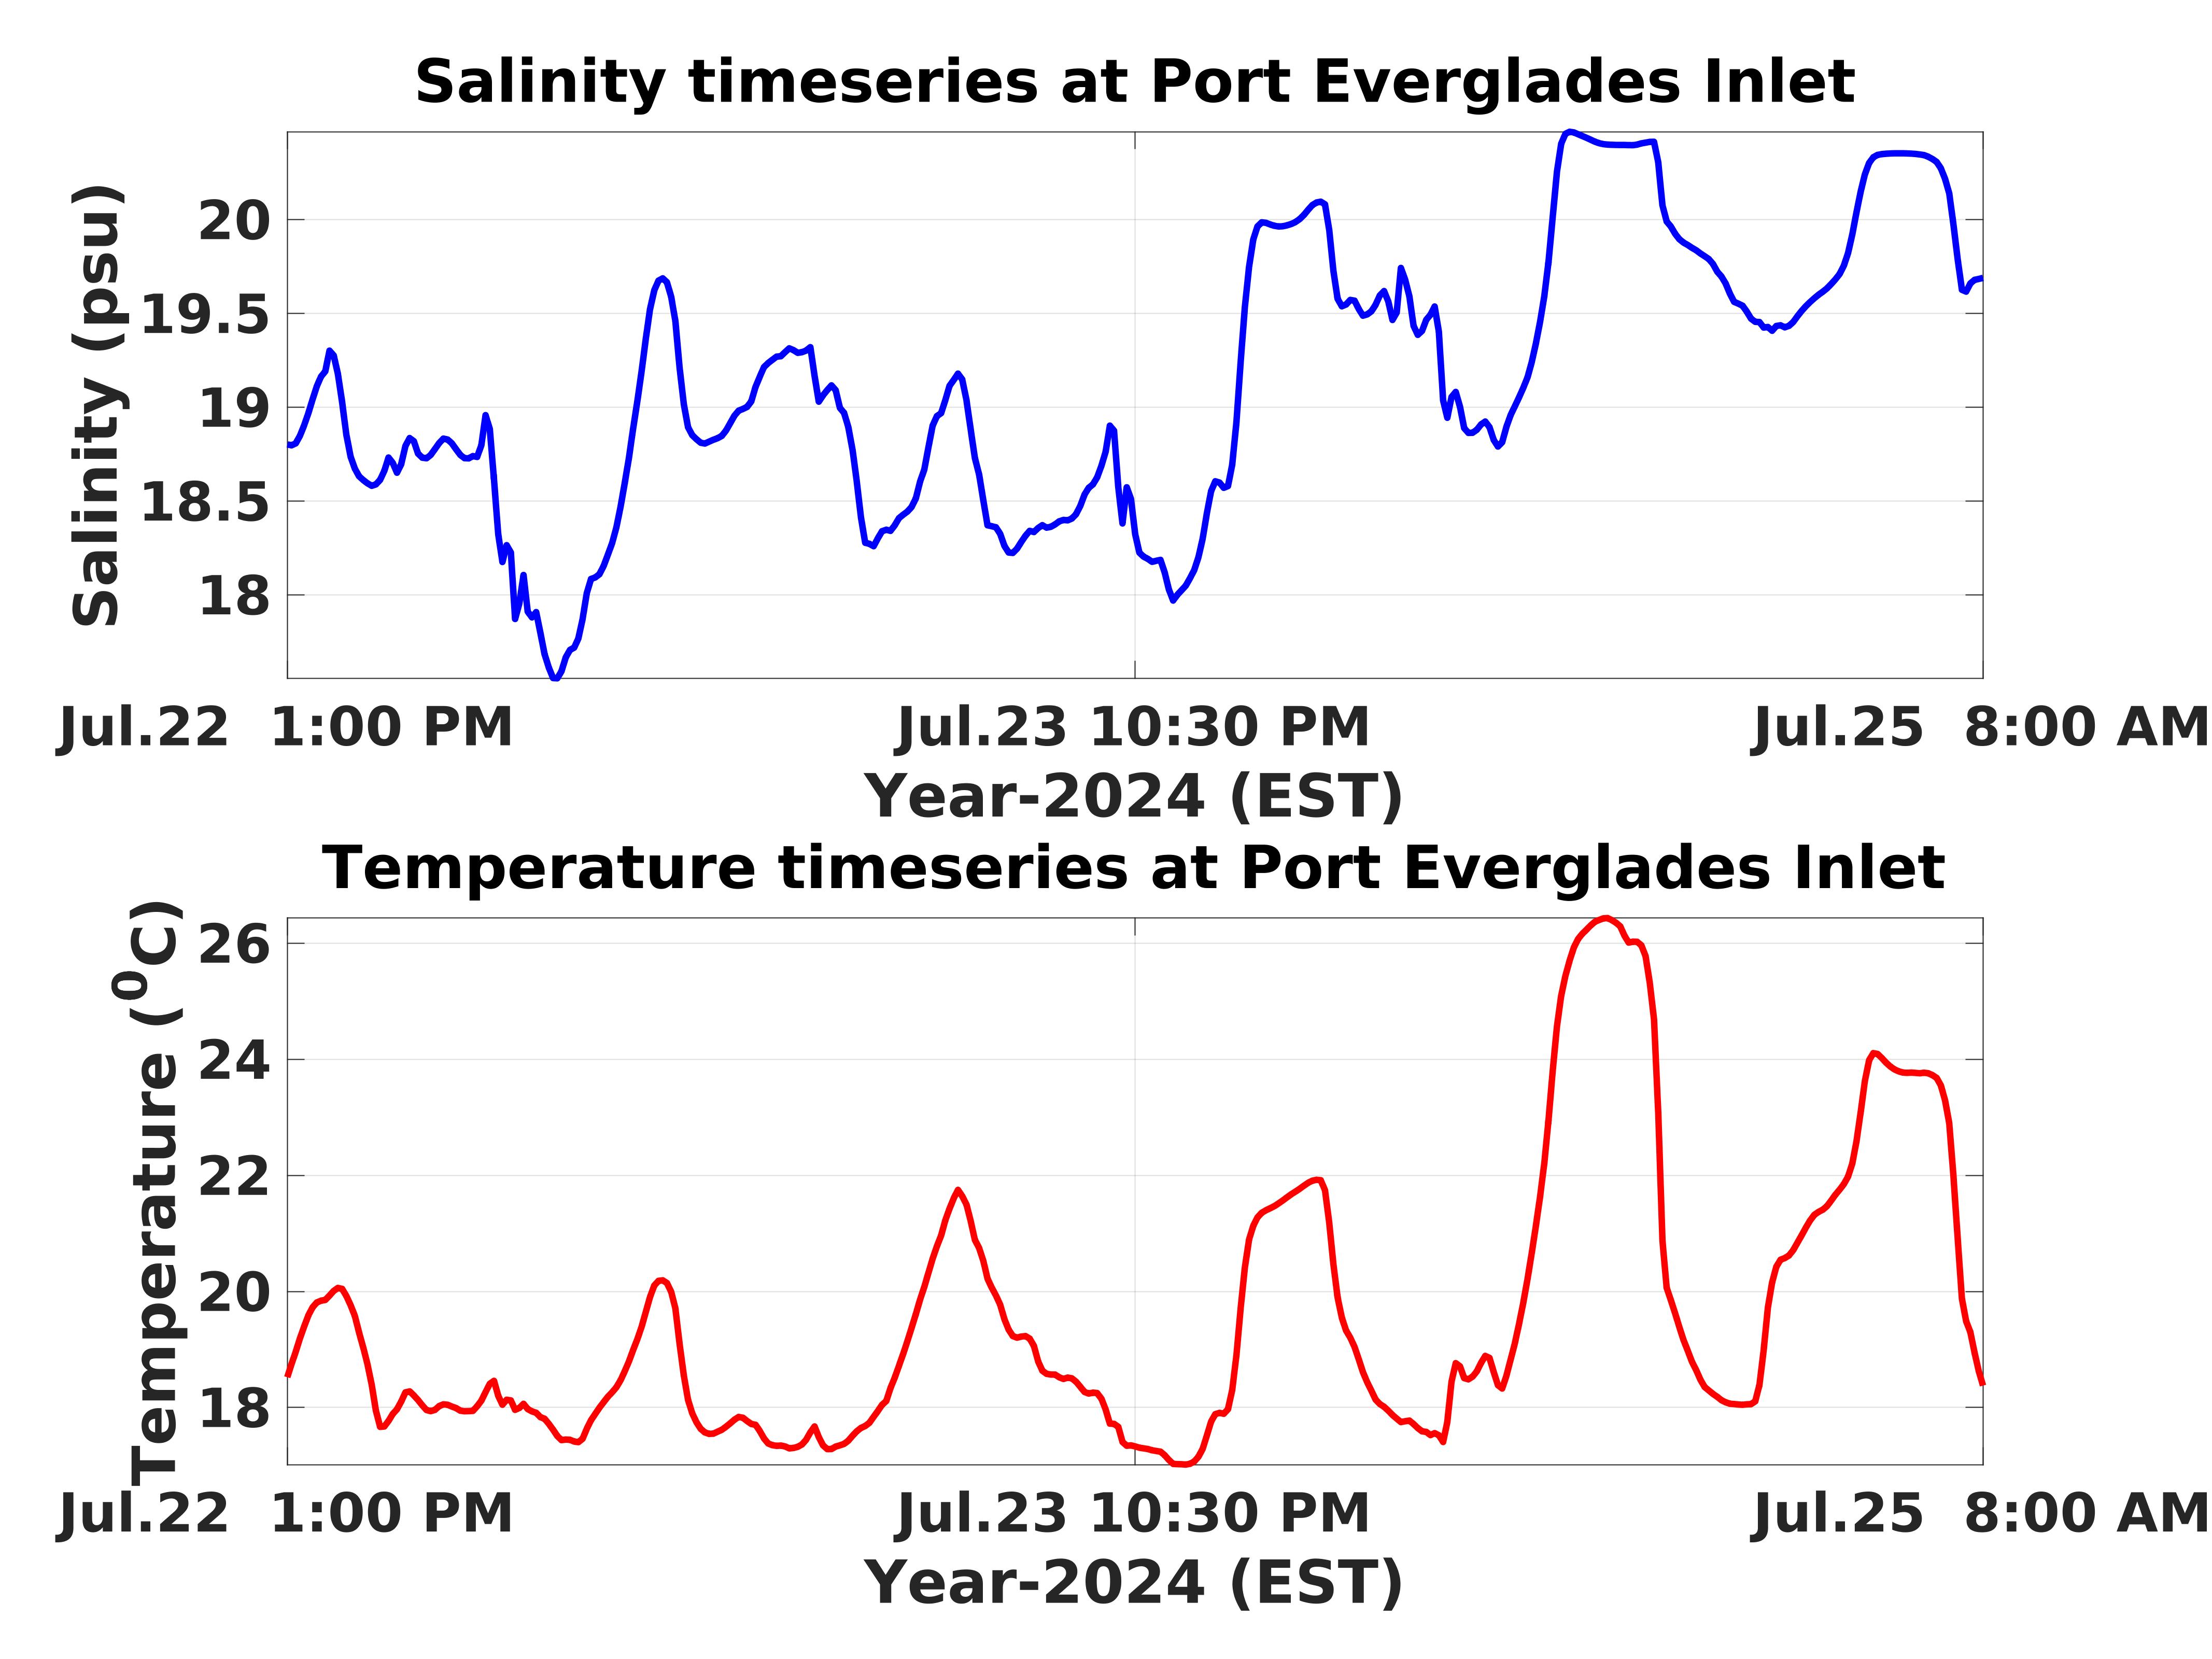 Salinity timeseries at Port Everglades Inlet
Salinity (psu)
20
19.5
19
18.5
18
Jul.22  1:00 PM Jul.23 10:30 PM Jul.25  8:00 AM
Year-2024 (EST)
Temperature timeseries at Port Everglades Inlet
Temperature (⁰C)
26
24
22
20
18
Jul.22  1:00 PM Jul.23 10:30 PM Jul.25  8:00 AM
Year-2024 (EST)